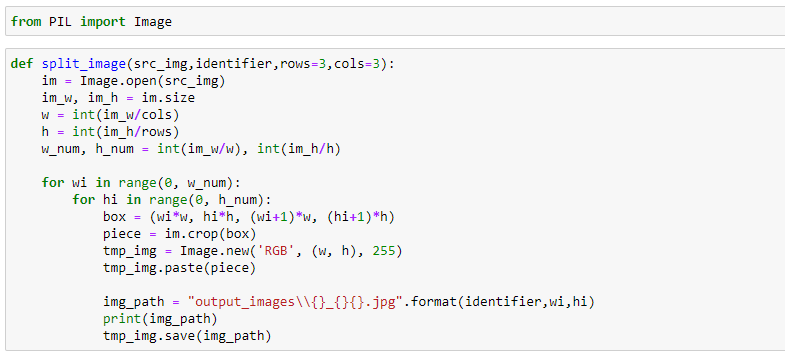 from PIL import Image
def split_image(src_img,identifier,rows=3,cols=3):
    im = Image.open(src_img)
    im_w, im_h = im.size
    w = int(im_w/cols)
    h = int(im_h/rows)
    w_num, h_num = int(im_w/w), int(im_h/h)

    for wi in range(0, w_num):
        for hi in range(0, h_num):
            box = (wi*w, hi*h, (wi+1)*w, (hi+1)*h)
            piece = im.crop(box)
            tmp_img = Image.new('RGB', (w, h), 255)
            tmp_img.paste(piece)

            img_path = "output_images\\{}_{}{}.jpg".format(identifier,wi,hi)
            print(img_path)
            tmp_img.save(img_path)